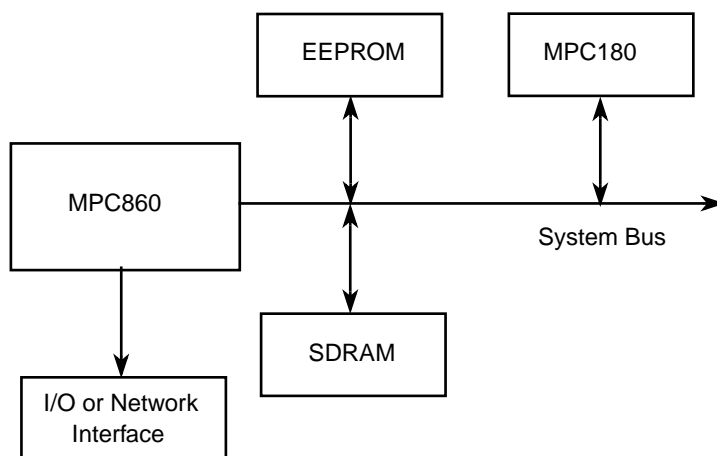 EEPROM
MPC180
MPC860
System Bus
SDRAM
I/O or Network
Interface